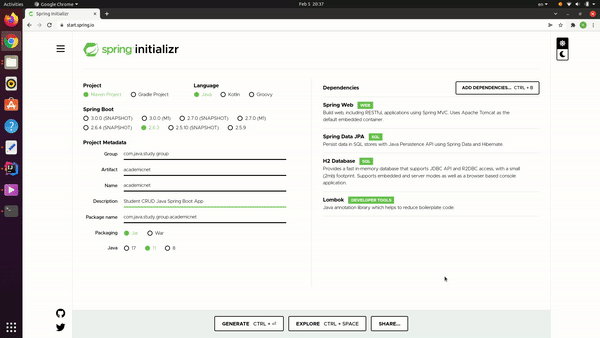 Activities
Google Chrome
Feb 5 20:37
en
Spring Initializr
start.spring.io
spring initializr
Project
Maven Project
Gradle Project
Language
Java
Kotlin
Groovy
Spring Boot
3.0.0 (SNAPSHOT)
3.0.0 (M1)
2.7.0 (SNAPSHOT)
2.7.0 (M1)
2.6.4 (SNAPSHOT)
2.6.3
2.5.10 (SNAPSHOT)
2.5.9
Project Metadata
Group
com.java.study.group
Artifact
academicnet
Name
academicnet
Description
Student CRUD Java Spring Boot App
Package name
com.java.study.group.academicnet
Packaging
Jar
War
Java
17
11
8
Dependencies
ADD DEPENDENCIES... CTRL + B
Spring Web WEB
Build web, including RESTful, applications using Spring MVC. Uses Apache Tomcat as the
default embedded container.
Spring Data JPA SQL
Persist data in SQL stores with Java Persistence API using Spring Data and Hibernate.
H2 Database SQL
Provides a fast in-memory database that supports JDBC API and R2DBC access, with a small
(2mb) footprint. Supports embedded and server modes as well as a browser based console
application.
Lombok DEVELOPER TOOLS
Java annotation library which helps to reduce boilerplate code.
GENERATE CTRL + ⏎
EXPLORE CTRL + SPACE
SHARE...